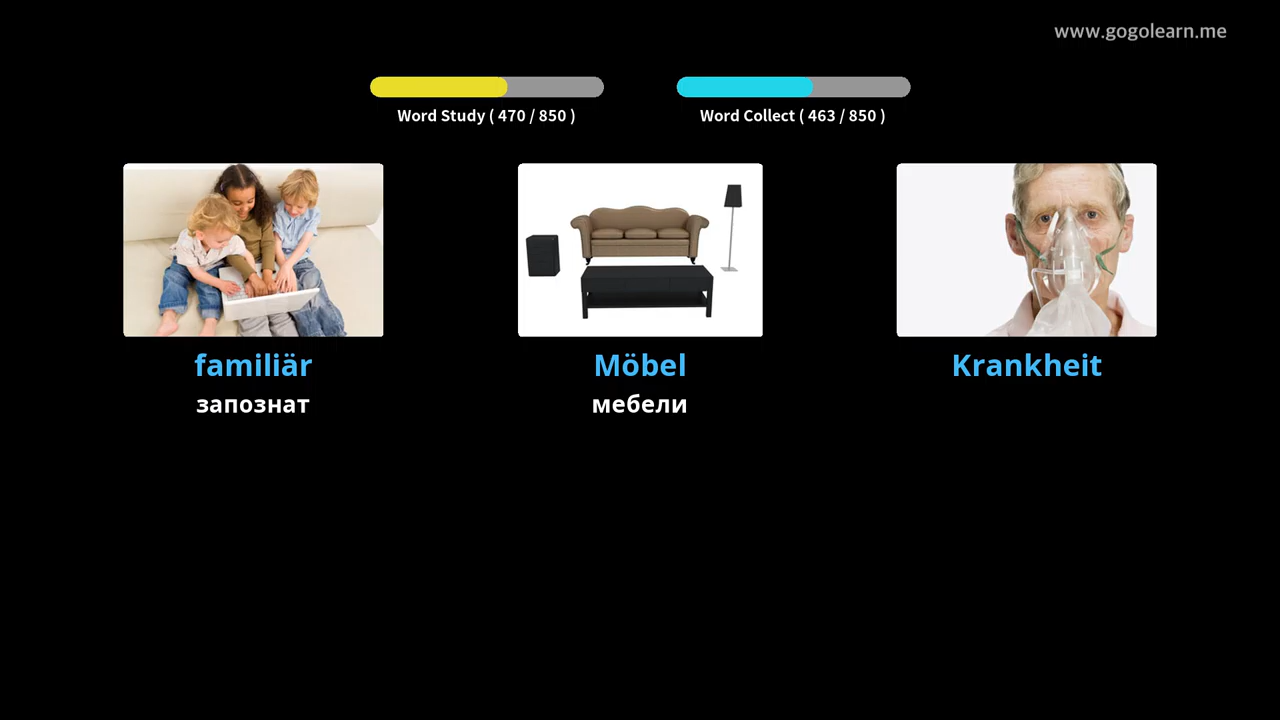 www.gogolearn.me
Word Study ( 470 / 850 )
Word Collect ( 463 / 850 )
familiär
запознат
Möbel
мебели
Krankheit